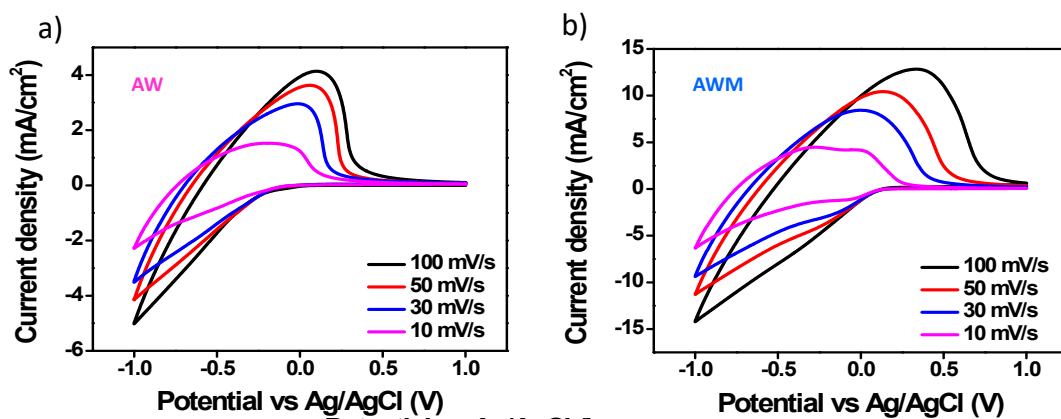 a)
AW
Current density (mA/cm²)
4
2
0
-2
-4
-6
-1.0 -0.5 0.0 0.5 1.0
100 mV/s
50 mV/s
30 mV/s
10 mV/s
Potential vs Ag/AgCl (V)
b)
AWM
Current density (mA/cm²)
15
10
5
0
-5
-10
-15
-1.0 -0.5 0.0 0.5 1.0
100 mV/s
50 mV/s
30 mV/s
10 mV/s
Potential vs Ag/AgCl (V)